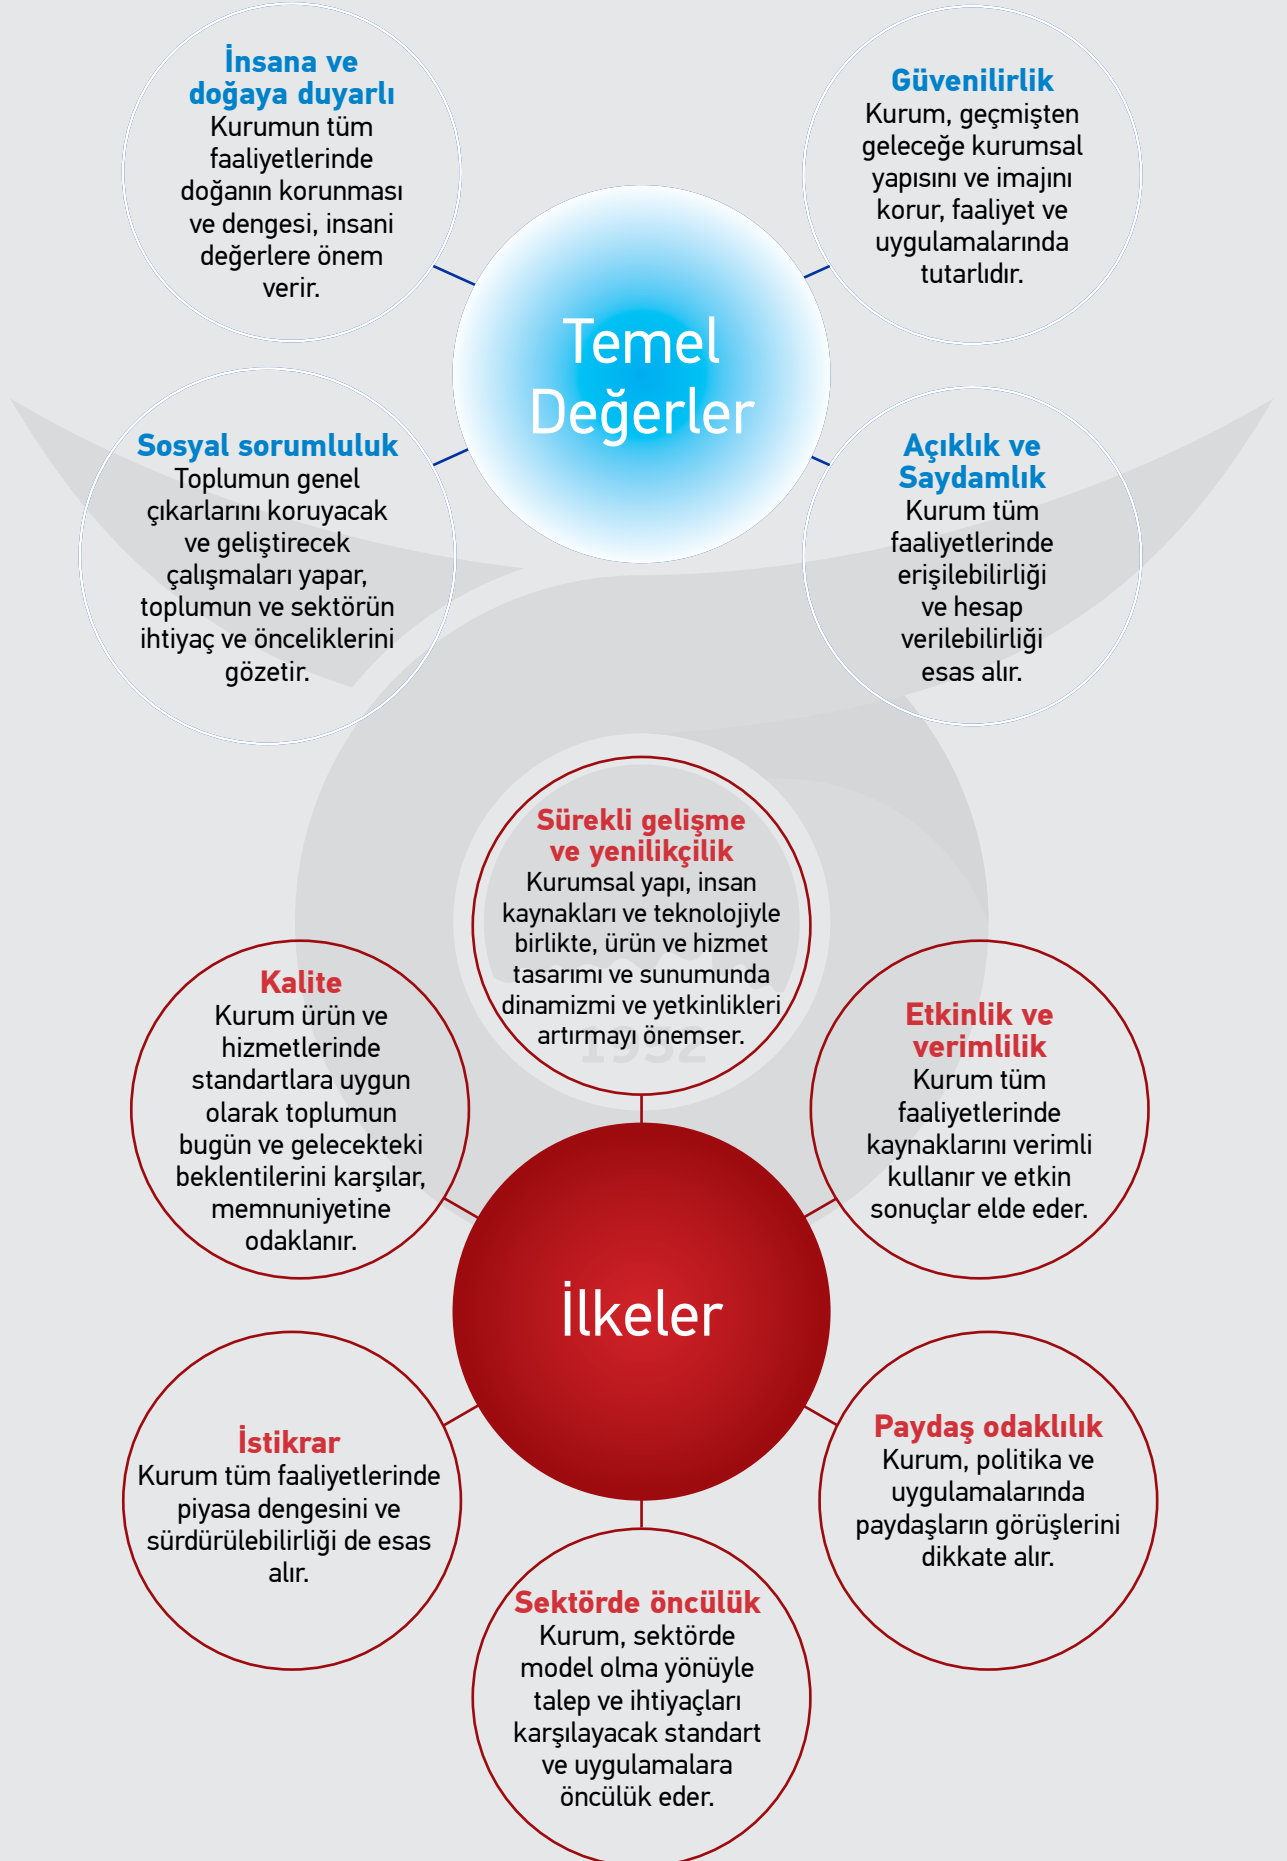 İnsana ve
doğaya duyarlı
Kurumun tüm
faaliyetlerinde
doğanın korunması
ve dengesi, insani
değerlere önem
verir.
Güvenilirlik
Kurum, geçmişten
geleceğe kurumsal
yapısını ve imajını
korur, faaliyet ve
uygulamalarında
tutarlıdır.
Temel
Değerler
Sosyal sorumluluk
Toplumun genel
çıkarlarını koruyacak
ve geliştirecek
çalışmaları yapar,
toplumun ve sektörün
ihtiyaç ve önceliklerini
gözetir.
Açıklık ve
Saydamlık
Kurum tüm
faaliyetlerinde
erişilebilirliği
ve hesap
verilebilirliği
esas alır.
Sürekli gelişme
ve yenilikçilik
Kurumsal yapı, insan
kaynakları ve teknolojiyle
birlikte, ürün ve hizmet
tasarımı ve sunumunda
dinamizmi ve yetkinlikleri
artırmayı önemser.
1952
Kalite
Kurum ürün ve
hizmetlerinde
standartlara uygun
olarak toplumun
bugün ve gelecekteki
beklentilerini karşılar,
memnuniyetine
odaklanır.
Etkinlik ve
verimlilik
Kurum tüm
faaliyetlerinde
kaynaklarını verimli
kullanır ve etkin
sonuçlar elde eder.
İlkeler
İstikrar
Kurum tüm faaliyetlerinde
piyasa dengesini ve
sürdürülebilirliği de esas
alır.
Paydaş odaklılık
Kurum, politika ve
uygulamalarında
paydaşların görüşlerini
dikkate alır.
Sektörde öncülük
Kurum, sektörde
model olma yönüyle
talep ve ihtiyaçları
karşılayacak standart
ve uygulamalara
öncülük eder.